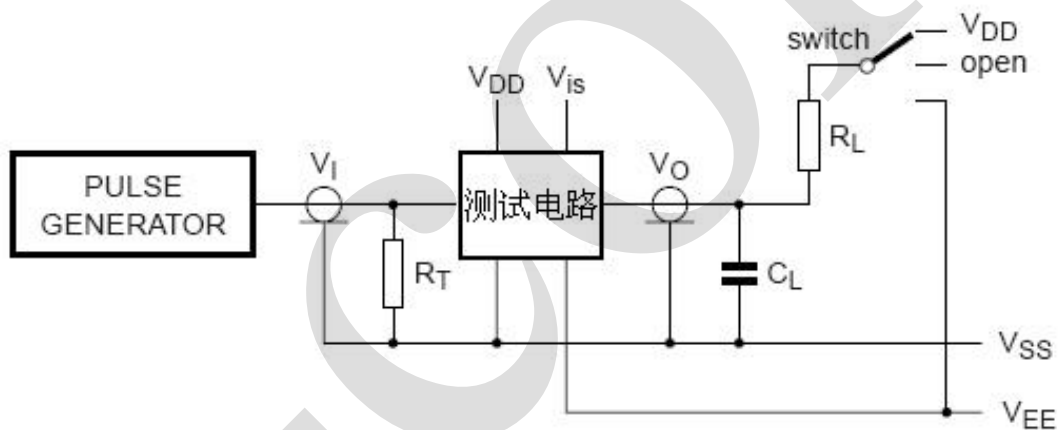 switch
VDD
open
VDD
Vis
RL
PULSE
GENERATOR
VI
测试电路
VO
RT
CL
VSS
VEE